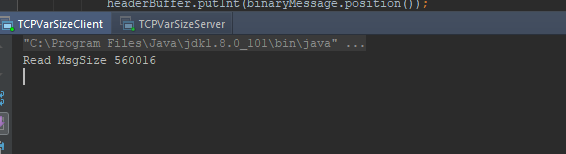 headerBuffer.putInt(binaryMessage.position());
TCPVarSizeClient TCPVarSizeServer
"C:\Program Files\Java\jdk1.8.0_101\bin\java" ...
Read MsgSize 560016